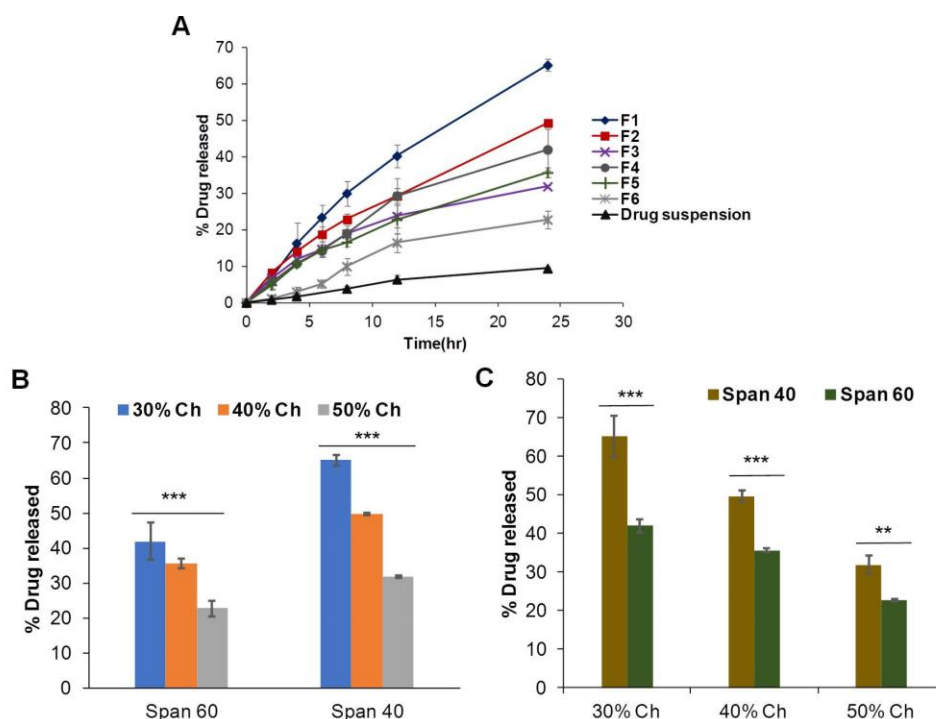 A
70
60
50
40
30
20
10
0
% Drug released
0 5 10 15 20 25 30
Time(hr)
F1
F2
F3
F4
F5
F6
Drug suspension
B
30% Ch 40% Ch 50% Ch
80
70
60
50
40
30
20
10
0
% Drug released
***
***
Span 60 Span 40
C
Span 40 Span 60
80
70
60
50
40
30
20
10
0
% Drug released
***
***
**
30% Ch 40% Ch 50% Ch